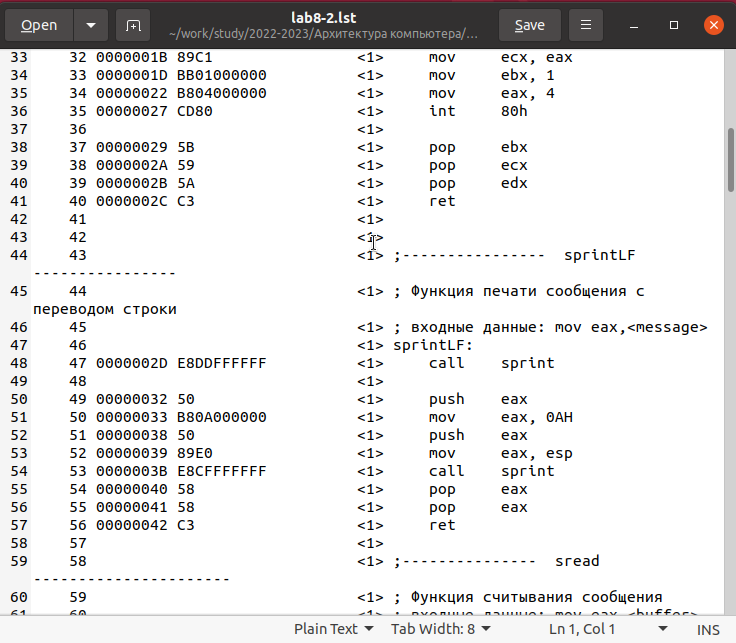 Open
lab8-2.lst
~/work/study/2022-2023/Архитектура компьютера/…
Save
33 32 0000001B 89C1 <1> mov ecx, eax
34 33 0000001D BB01000000 <1> mov ebx, 1
35 34 00000022 B804000000 <1> mov eax, 4
36 35 00000027 CD80 <1> int 80h
37 36 <1>
38 37 00000029 5B <1> pop ebx
39 38 0000002A 59 <1> pop ecx
40 39 0000002B 5A <1> pop edx
41 40 0000002C C3 <1> ret
42 41 <1>
43 42 <1>
44 43 <1> ;---------------- sprintLF
----------------
45 44 <1> ; Функция печати сообщения с
переводом строки
46 45 <1> ; входные данные: mov eax,<message>
47 46 <1> sprintLF:
48 47 0000002D E8DDFFFFFF <1> call sprint
49 48 <1>
50 49 00000032 50 <1> push eax
51 50 00000033 B80A000000 <1> mov eax, 0AH
52 51 00000038 50 <1> push eax
53 52 00000039 89E0 <1> mov eax, esp
54 53 0000003B E8CFFFFFFF <1> call sprint
55 54 00000040 58 <1> pop eax
56 55 00000041 58 <1> pop eax
57 56 00000042 C3 <1> ret
58 57 <1>
59 58 <1> ;--------------- sread
----------------------
60 59 <1> ; Функция считывания сообщения
61 60 <1> ; входные данные: mov eax,<buffer>
Plain Text Tab Width: 8 Ln 1, Col 1 INS